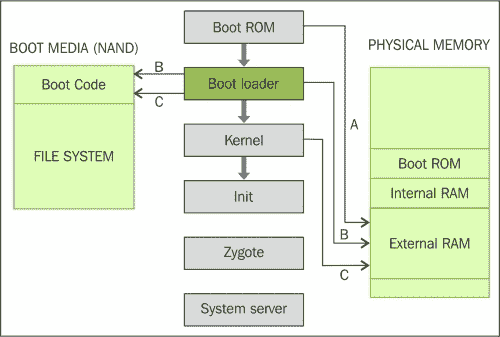 BOOT MEDIA (NAND)
Boot Code
FILE SYSTEM
Boot ROM
Boot loader
Kernel
Init
Zygote
System server
B
C
A
B
C
PHYSICAL MEMORY
Boot ROM
Internal RAM
External RAM